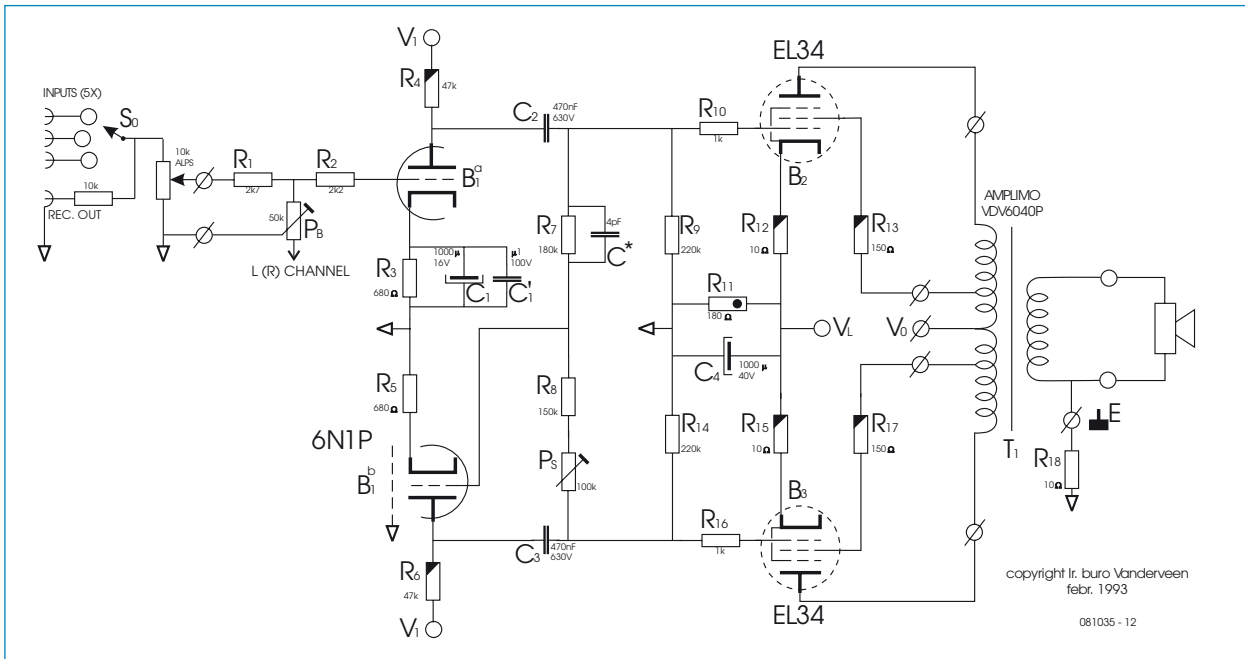 INPUTS (5X)
S0
10k
REC. OUT
10k
ALPS
R1
2k7
R2
2k2
50k
PB
L (R) CHANNEL
V1
R4
47k
B1a
R3
680Ω
1000µ
16V
C1
µ1
100V
C'1
R5
680Ω
6N1P
B1b
R6
47k
V1
C2
470nF
630V
R7
180k
4pF
C*
R8
150k
PS
100k
C3
470nF
630V
R9
220k
R11
180Ω
C4
1000µ
40V
R14
220k
R10
1k
EL34
B2
R12
10Ω
R13
150Ω
VL
V0
R15
10Ω
R17
150Ω
B3
R16
1k
EL34
AMPLIMO
VDV6040P
T1
E
R18
10Ω
copyright Ir. buro Vanderveen
febr. 1993
081035 - 12